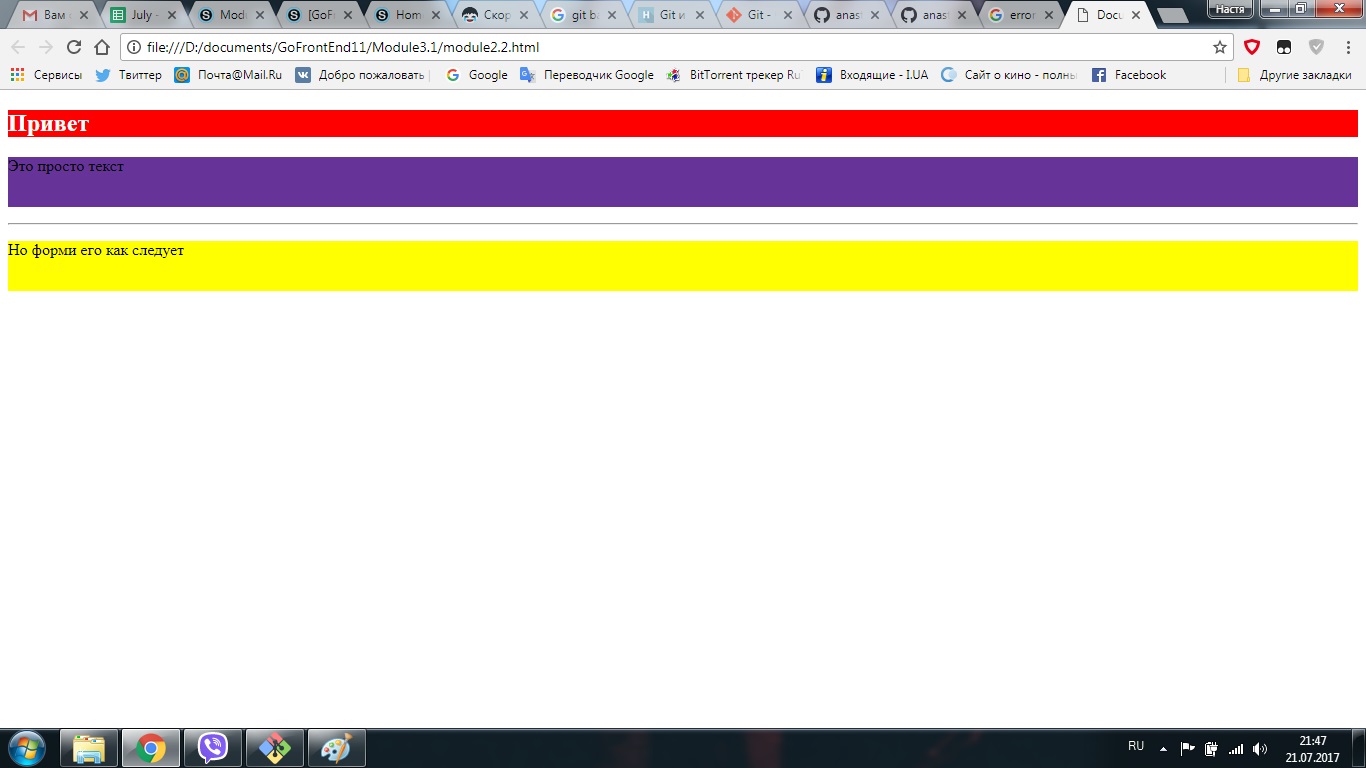 Вам
July -
Mod
[GoF
Hom
Скор
git ba
Git и
Git -
anas
anas
error
Docu
Настя
file:///D:/documents/GoFrontEnd11/Module3.1/module2.2.html
Сервисы
Твиттер
Почта@Mail.Ru
Добро пожаловать
Google
Переводчик Google
BitTorrent трекер Ru
Входящие - I.UA
Сайт о кино - полны
Facebook
Другие закладки
Привет
Это просто текст
Но форми его как следует
RU
21:47
21.07.2017